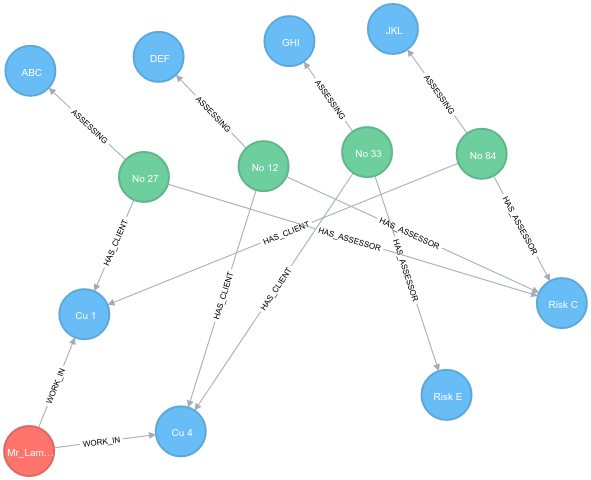 JKL
GHI
DEF
ABC
ASSESSING
ASSESSING
ASSESSING
ASSESSING
No 33
No 84
No 12
No 27
HAS_ASSESSOR
HAS_CLIENT
HAS_ASSESSOR
HAS_CLIENT
HAS_ASSESSOR
HAS_ASSESSOR
HAS_CLIENT
HAS_CLIENT
Risk C
Cu 1
WORK_IN
Risk E
Cu 4
WORK_IN
Mr_Lam...